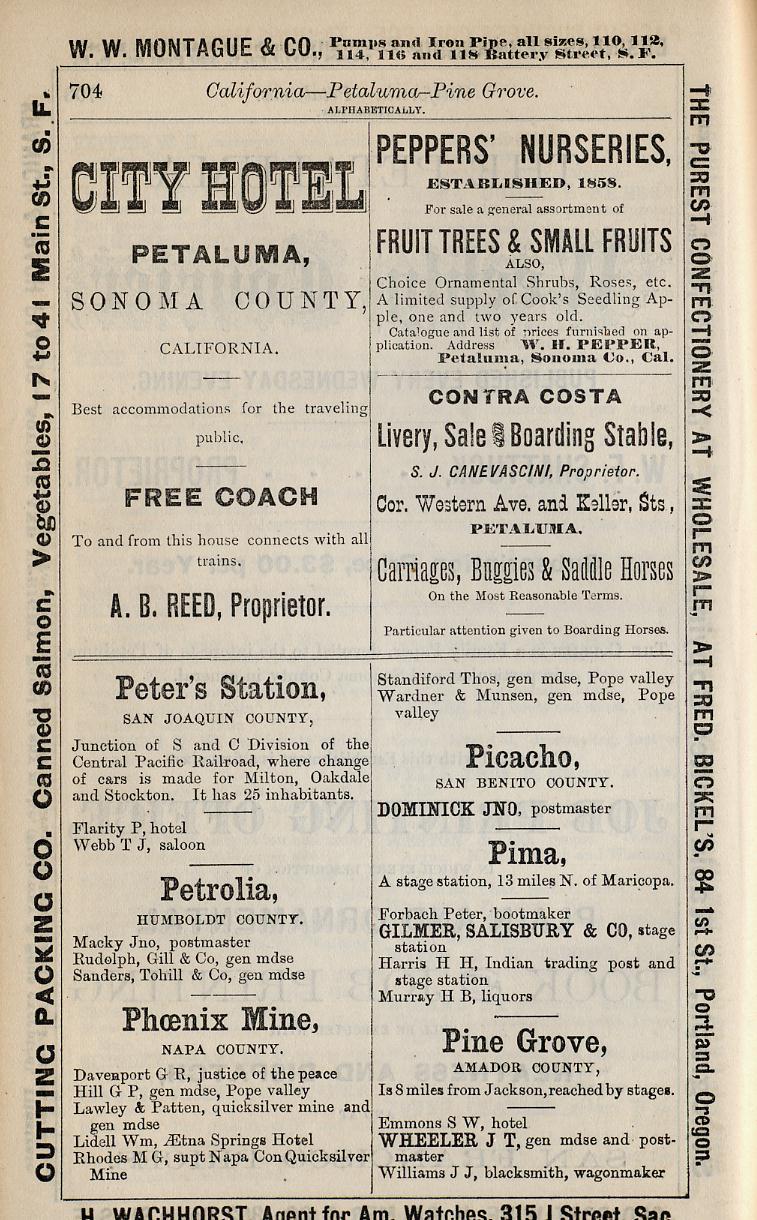 W. W. MONTAGUE & CO., Pumps and Iron Pipe, all sizes, 110, 112,
114, 116 and 118 Battery Street, S. F.
704 California—Petaluma–Pine Grove.
ALPHABETICALLY.
CITY HOTEL
PETALUMA,
SONOMA COUNTY,
CALIFORNIA.
Best accommodations for the traveling
public.
FREE COACH
To and from this house connects with all
trains.
A. B. REED, Proprietor.
PEPPERS' NURSERIES,
ESTABLISHED, 1858.
For sale a general assortment of
FRUIT TREES & SMALL FRUITS
ALSO,
Choice Ornamental Shrubs, Roses, etc.
A limited supply of Cook's Seedling Ap-
ple, one and two years old.
Catalogue and list of prices furnished on ap-
plication. Address W. H. PEPPER,
Petaluma, Sonoma Co., Cal.
CONTRA COSTA
Livery, Sale and Boarding Stable,
S. J. CANEVASCINI, Proprietor.
Cor. Western Ave. and Keller, Sts,
PETALUMA.
Carriages, Buggies & Saddle Horses
On the Most Reasonable Terms.
Particular attention given to Boarding Horses.
Peter's Station,
SAN JOAQUIN COUNTY,
Junction of S and C Division of the
Central Pacific Railroad, where change
of cars is made for Milton, Oakdale
and Stockton. It has 25 inhabitants.
Flarity P, hotel
Webb T J, saloon
Petrolia,
HUMBOLDT COUNTY.
Macky Jno, postmaster
Rudolph, Gill & Co, gen mdse
Sanders, Tohill & Co, gen mdse
Phœnix Mine,
NAPA COUNTY.
Davenport G R, justice of the peace
Hill G P, gen mdse, Pope valley
Lawley & Patten, quicksilver mine and
gen mdse
Lidell Wm, Ætna Springs Hotel
Rhodes M G, supt Napa Con Quicksilver
Mine
Standiford Thos, gen mdse, Pope valley
Wardner & Munsen, gen mdse, Pope
valley
Picacho,
SAN BENITO COUNTY.
DOMINICK JNO, postmaster
Pima,
A stage station, 13 miles N. of Maricopa.
Forbach Peter, bootmaker
GILMER, SALISBURY & CO, stage
station
Harris H H, Indian trading post and
stage station
Murray H B, liquors
Pine Grove,
AMADOR COUNTY,
Is 8 miles from Jackson, reached by stages.
Emmons S W, hotel
WHEELER J T, gen mdse and post-
master
Williams J J, blacksmith, wagonmaker
CUTTING PACKING CO. Canned Salmon, Vegetables, 17 to 41 Main St., S. F.
THE PUREST CONFECTIONERY AT WHOLESALE, AT FRED. BICKEL'S, 84 1st St., Portland, Oregon.
H. WACHHORST, Agent for Am. Watches, 315 J Street, Sac